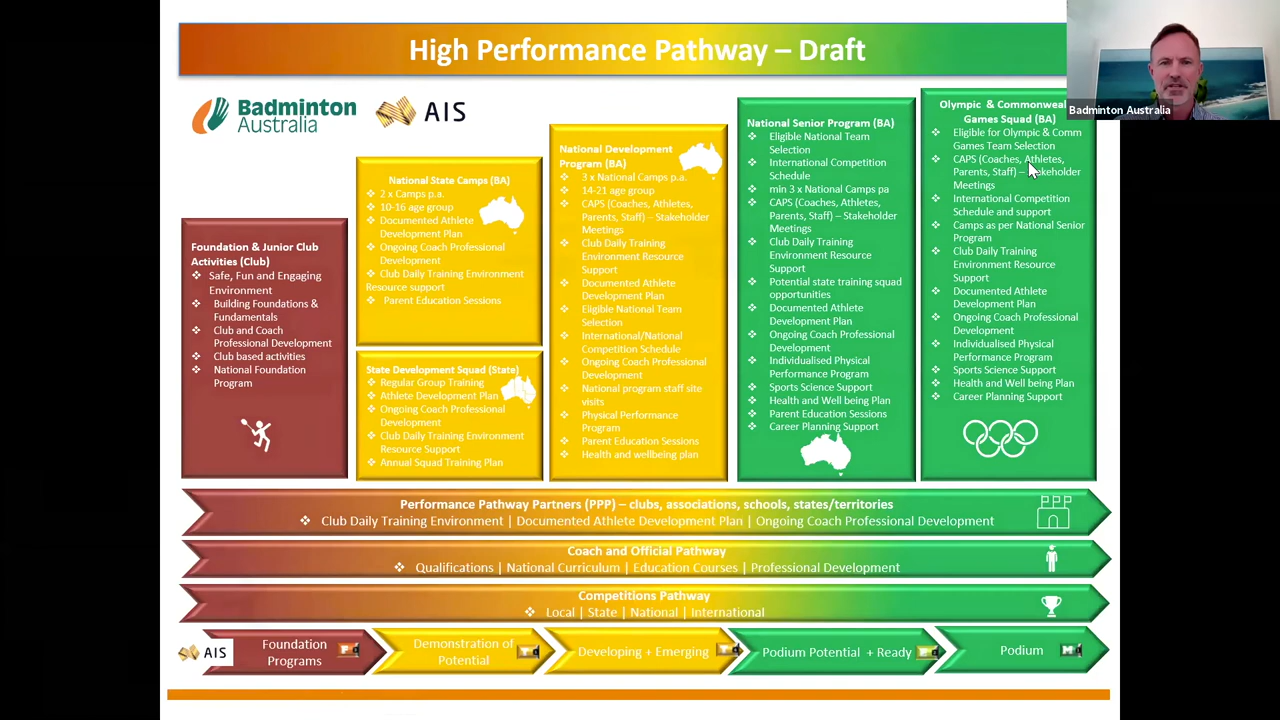 High Performance Pathway – Draft
Badminton Australia
Badminton
Australia
AIS
Foundation & Junior Club
Activities (Club)
❖ Safe, Fun and Engaging
Environment
❖ Building Foundations &
Fundamentals
❖ Club and Coach
Professional Development
❖ Club based activities
❖ National Foundation
Program
National State Camps (BA)
❖ 2 x Camps p.a.
❖ 10-16 age group
❖ Documented Athlete
Development Plan
❖ Ongoing Coach Professional
Development
❖ Club Daily Training Environment
Resource support
❖ Parent Education Sessions
State Development Squad (State)
❖ Regular Group Training
❖ Athlete Development Plan
❖ Ongoing Coach Professional
Development
❖ Club Daily Training Environment
Resource Support
❖ Annual Squad Training Plan
National Development
Program (BA)
❖ 3 x National Camps p.a.
❖ 14-21 age group
❖ CAPS (Coaches, Athletes,
Parents, Staff) – Stakeholder
Meetings
❖ Club Daily Training
Environment Resource
Support
❖ Documented Athlete
Development Plan
❖ Eligible National Team
Selection
❖ International/National
Competition Schedule
❖ Ongoing Coach Professional
Development
❖ National program staff site
visits
❖ Physical Performance
Program
❖ Parent Education Sessions
❖ Health and wellbeing plan
National Senior Program (BA)
❖ Eligible National Team
Selection
❖ International Competition
Schedule
❖ min 3 x National Camps pa
❖ CAPS (Coaches, Athletes,
Parents, Staff) – Stakeholder
Meetings
❖ Club Daily Training
Environment Resource
Support
❖ Potential state training squad
opportunities
❖ Documented Athlete
Development Plan
❖ Ongoing Coach Professional
Development
❖ Individualised Physical
Performance Program
❖ Sports Science Support
❖ Health and Well being Plan
❖ Parent Education Sessions
❖ Career Planning Support
Olympic & Commonweal
Games Squad (BA)
❖ Eligible for Olympic & Comm
Games Team Selection
❖ CAPS (Coaches, Athletes,
Parents, Staff) – Stakeholder
Meetings
❖ International Competition
Schedule and support
❖ Camps as per National Senior
Program
❖ Club Daily Training
Environment Resource
Support
❖ Documented Athlete
Development Plan
❖ Ongoing Coach Professional
Development
❖ Individualised Physical
Performance Program
❖ Sports Science Support
❖ Health and Well being Plan
❖ Career Planning Support
Performance Pathway Partners (PPP) – clubs, associations, schools, states/territories
❖ Club Daily Training Environment | Documented Athlete Development Plan | Ongoing Coach Professional Development
Coach and Official Pathway
❖ Qualifications | National Curriculum | Education Courses | Professional Development
Competitions Pathway
❖ Local | State | National | International
AIS
Foundation
Programs
Demonstration of
Potential
Developing + Emerging
Podium Potential + Ready
Podium